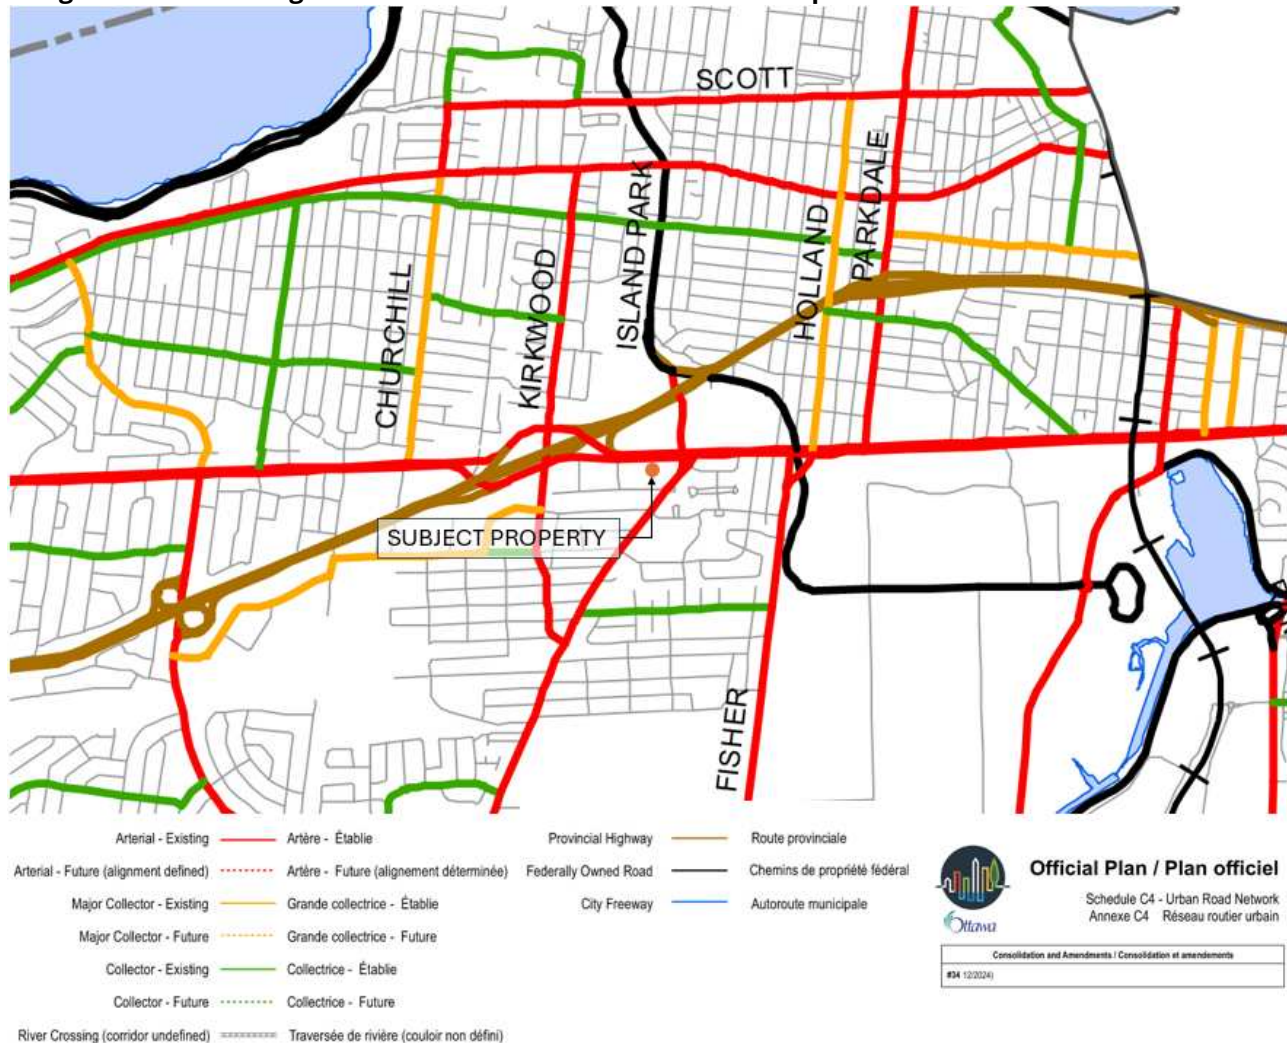 SCOTT
ISLAND PARK
PARKDALE
HOLLAND
KIRKWOOD
CHURCHILL
SUBJECT PROPERTY
FISHER
Arterial - Existing Artère - Établie
Arterial - Future (alignment defined) Artère - Future (alignement déterminée)
Major Collector - Existing Grande collectrice - Établie
Major Collector - Future Grande collectrice - Future
Collector - Existing Collectrice - Établie
Collector - Future Collectrice - Future
River Crossing (corridor undefined) Traversée de rivière (couloir non défini)
Provincial Highway Route provinciale
Federally Owned Road Chemins de propriété fédéral
City Freeway Autoroute municipale
Ottawa
Official Plan / Plan officiel
Schedule C4 - Urban Road Network
Annexe C4 Réseau routier urbain
Consolidation and Amendments / Consolidation et amendements
#34 12/2024)